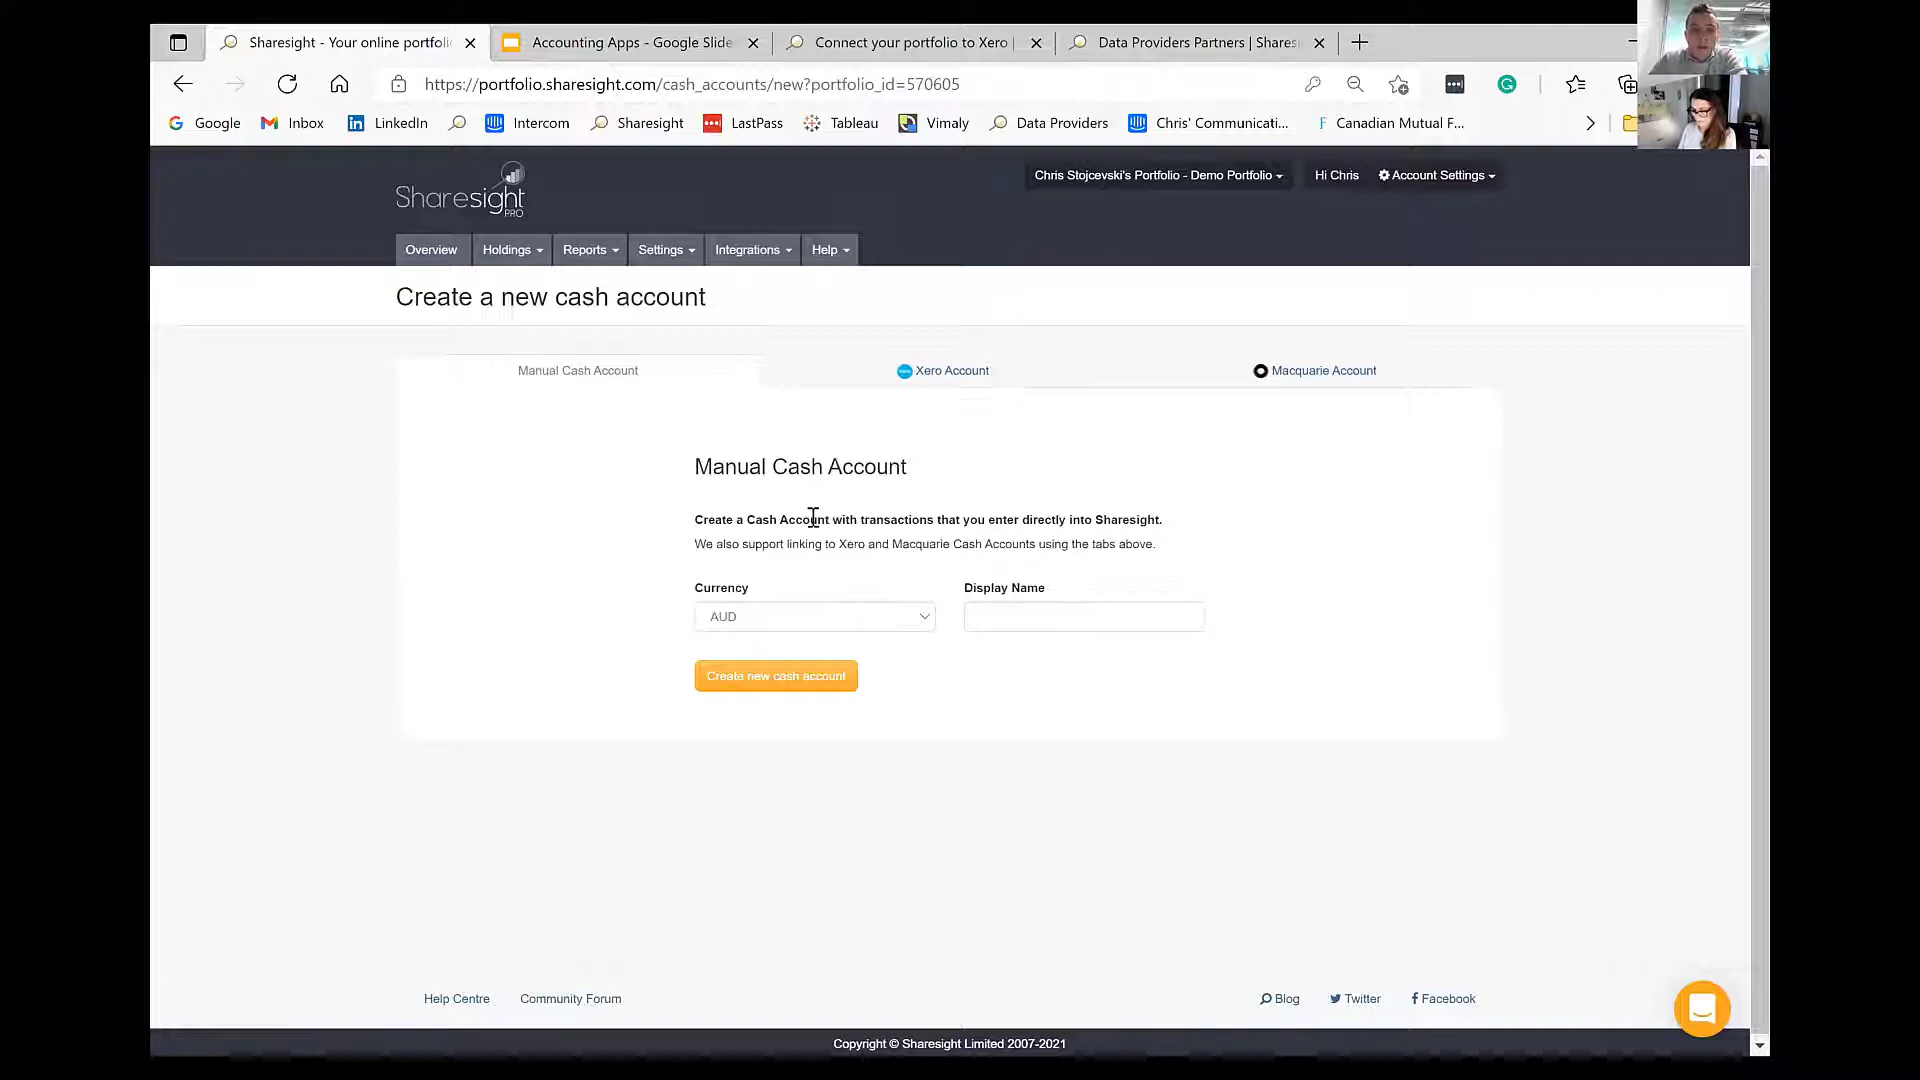 Sharesight - Your online portfoli
Accounting Apps - Google Slide
Connect your portfolio to Xero |
Data Providers Partners | Shares
https://portfolio.sharesight.com/cash_accounts/new?portfolio_id=570605
Google
Inbox
LinkedIn
Intercom
Sharesight
LastPass
Tableau
Vimaly
Data Providers
Chris' Communicati...
Canadian Mutual F...
Sharesight
PRO
Chris Stojcevski's Portfolio - Demo Portfolio
Hi Chris
Account Settings
Overview
Holdings
Reports
Settings
Integrations
Help
Create a new cash account
Manual Cash Account
Xero Account
Macquarie Account
Manual Cash Account
Create a Cash Account with transactions that you enter directly into Sharesight.
We also support linking to Xero and Macquarie Cash Accounts using the tabs above.
Currency
Display Name
AUD
Create new cash account
Help Centre
Community Forum
Blog
Twitter
Facebook
Copyright © Sharesight Limited 2007-2021